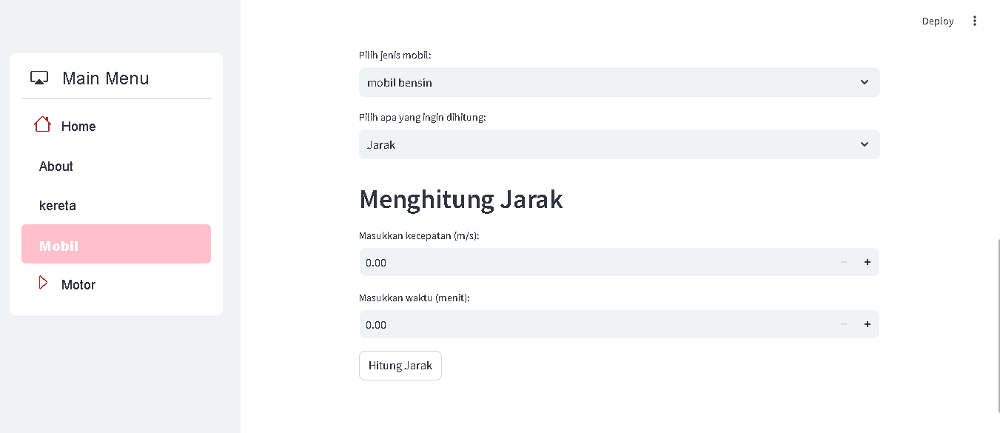 Deploy
Main Menu
Home
About
kereta
Mobil
Motor
Pilih jenis mobil:
mobil bensin
Pilih apa yang ingin dihitung:
Jarak
Menghitung Jarak
Masukkan kecepatan (m/s):
0.00
Masukkan waktu (menit):
0.00
Hitung Jarak